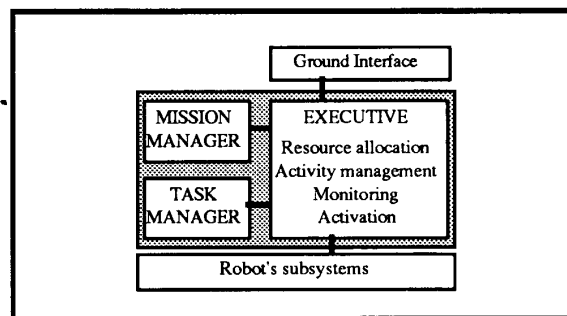 Ground Interface
MISSION
MANAGER
EXECUTIVE
Resource allocation
Activity management
Monitoring
Activation
TASK
MANAGER
Robot's subsystems